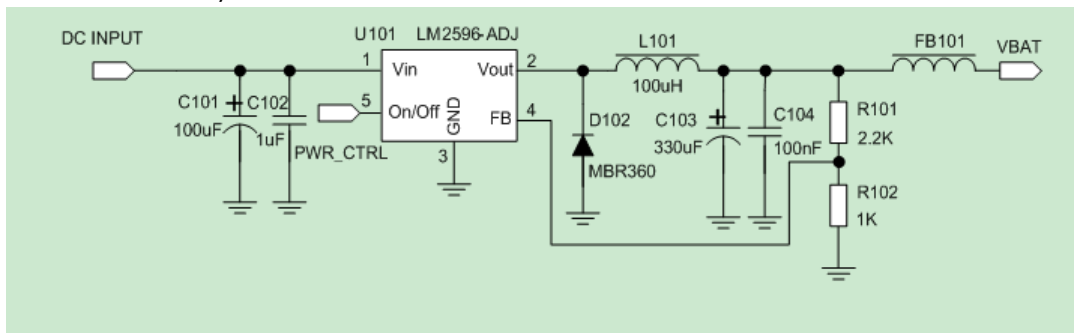 DC INPUT
U101 LM2596-ADJ
L101
FB101
VBAT
1
Vin
Vout
2
100uH
C101
C102
5
On/Off
GND
FB
4
D102
C103
C104
R101
100uF
1uF
PWR_CTRL
3
MBR360
330uF
100nF
2.2K
R102
1K